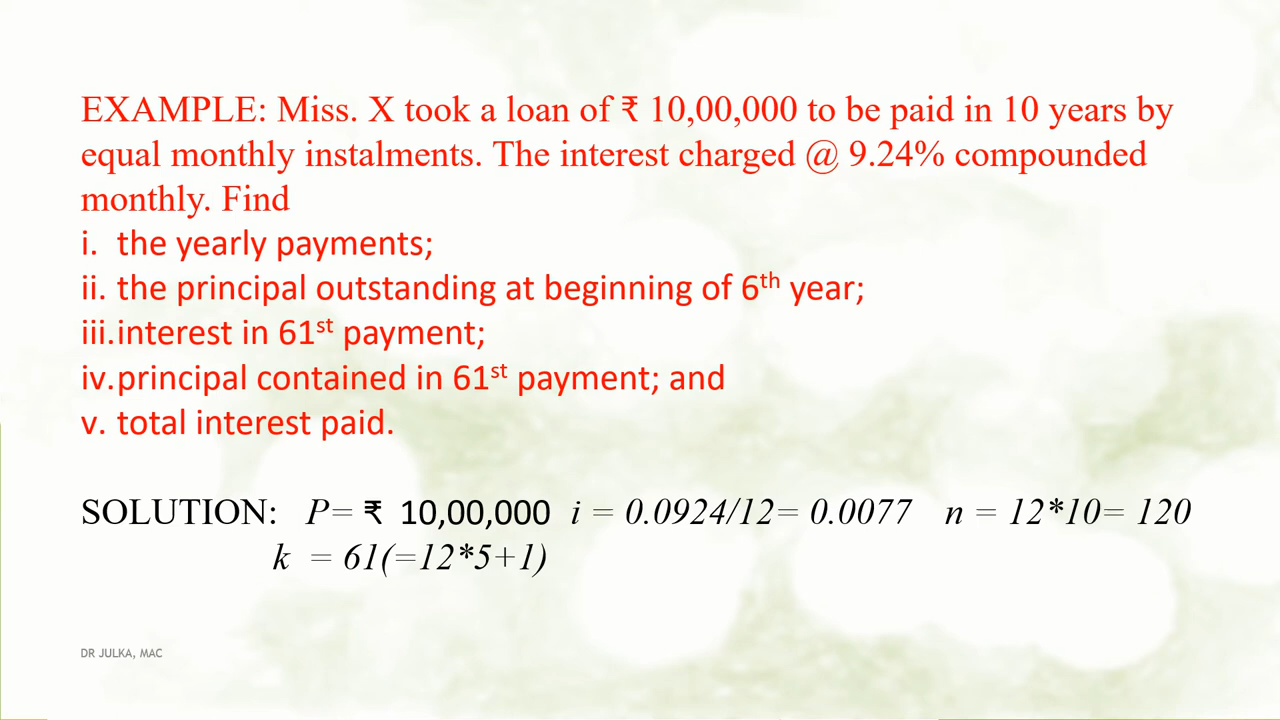 EXAMPLE: Miss. X took a loan of ₹ 10,00,000 to be paid in 10 years by
equal monthly instalments. The interest charged @ 9.24% compounded
monthly. Find
i. the yearly payments;
ii. the principal outstanding at beginning of 6th year;
iii.interest in 61st payment;
iv.principal contained in 61st payment; and
v. total interest paid.
SOLUTION: P= ₹ 10,00,000 i = 0.0924/12= 0.0077 n = 12*10= 120
k = 61(=12*5+1)
DR JULKA, MAC